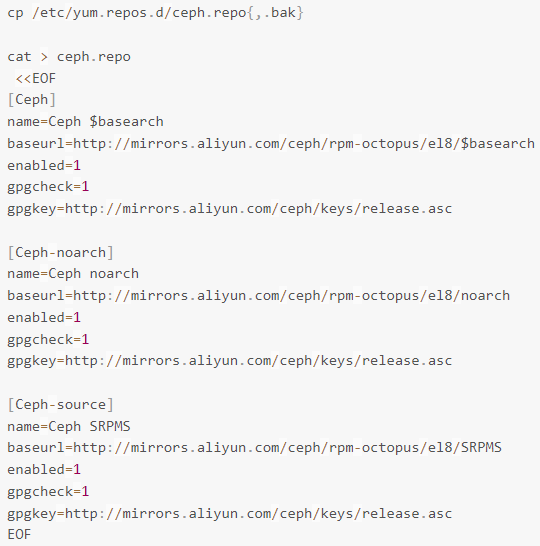 cp /etc/yum.repos.d/ceph.repo{,.bak}
cat > ceph.repo
<<EOF
[Ceph]
name=Ceph $basearch
baseurl=http://mirrors.aliyun.com/ceph/rpm-octopus/el8/$basearch
enabled=1
gpgcheck=1
gpgkey=http://mirrors.aliyun.com/ceph/keys/release.asc
[Ceph-noarch]
name=Ceph noarch
baseurl=http://mirrors.aliyun.com/ceph/rpm-octopus/el8/noarch
enabled=1
gpgcheck=1
gpgkey=http://mirrors.aliyun.com/ceph/keys/release.asc
[Ceph-source]
name=Ceph SRPMS
baseurl=http://mirrors.aliyun.com/ceph/rpm-octopus/el8/SRPMS
enabled=1
gpgcheck=1
gpgkey=http://mirrors.aliyun.com/ceph/keys/release.asc
EOF